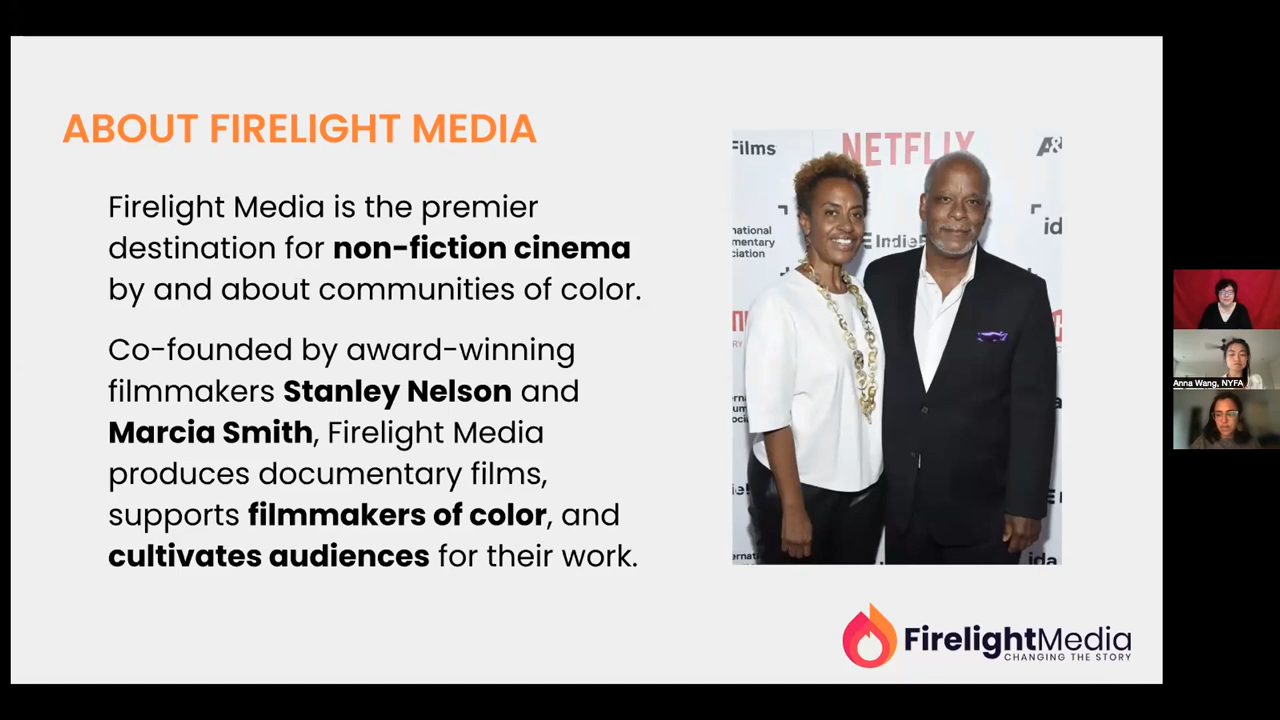 ABOUT FIRELIGHT MEDIA
Firelight Media is the premier
destination for non-fiction cinema
by and about communities of color.
Co-founded by award-winning
filmmakers Stanley Nelson and
Marcia Smith, Firelight Media
produces documentary films,
supports filmmakers of color, and
cultivates audiences for their work.
Films
NETFLIX
A&
national
mentary
ciation
IndieF
ida
ida
FirelightMedia
CHANGING THE STORY
Anna Wang, NYFA